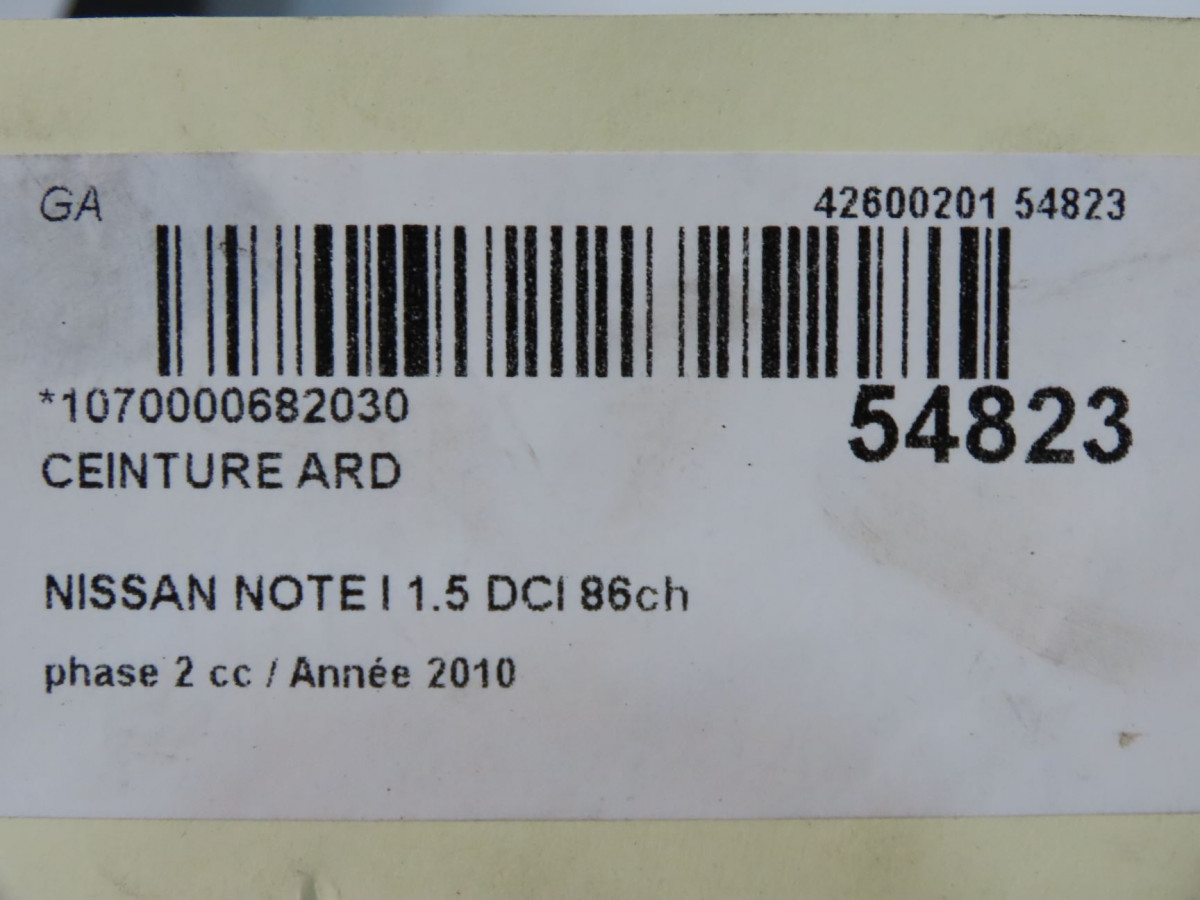 GA 42600201 54823
*1070000682030 54823
CEINTURE ARD
NISSAN NOTE I 1.5 DCI 86ch
phase 2 cc / Année 2010